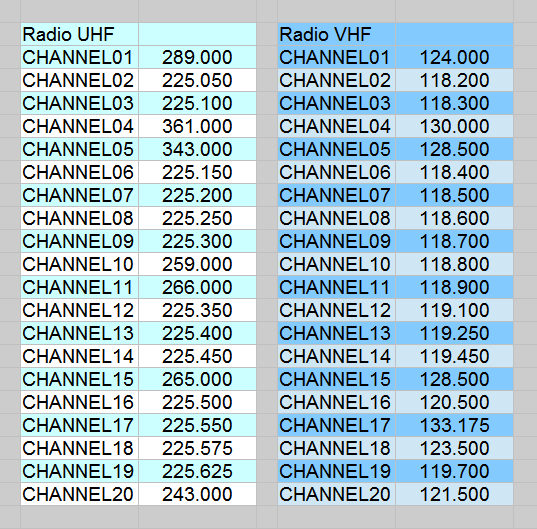 Radio UHF
CHANNEL01 289.000
CHANNEL02 225.050
CHANNEL03 225.100
CHANNEL04 361.000
CHANNEL05 343.000
CHANNEL06 225.150
CHANNEL07 225.200
CHANNEL08 225.250
CHANNEL09 225.300
CHANNEL10 259.000
CHANNEL11 266.000
CHANNEL12 225.350
CHANNEL13 225.400
CHANNEL14 225.450
CHANNEL15 265.000
CHANNEL16 225.500
CHANNEL17 225.550
CHANNEL18 225.575
CHANNEL19 225.625
CHANNEL20 243.000
Radio VHF
CHANNEL01 124.000
CHANNEL02 118.200
CHANNEL03 118.300
CHANNEL04 130.000
CHANNEL05 128.500
CHANNEL06 118.400
CHANNEL07 118.500
CHANNEL08 118.600
CHANNEL09 118.700
CHANNEL10 118.800
CHANNEL11 118.900
CHANNEL12 119.100
CHANNEL13 119.250
CHANNEL14 119.450
CHANNEL15 128.500
CHANNEL16 120.500
CHANNEL17 133.175
CHANNEL18 123.500
CHANNEL19 119.700
CHANNEL20 121.500